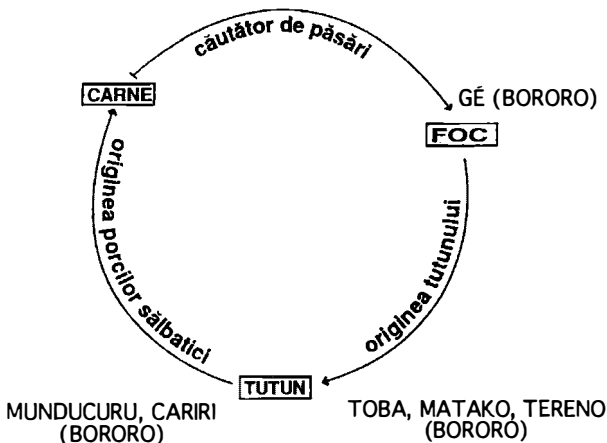 căutător de păsări
CARNE
GÉ (BORORO)
FOC
originea porcilor sălbatici
originea tutunului
TUTUN
MUNDUCURU, CARIRI
(BORORO)
TOBA, MATAKO, TERENO
(BORORO)